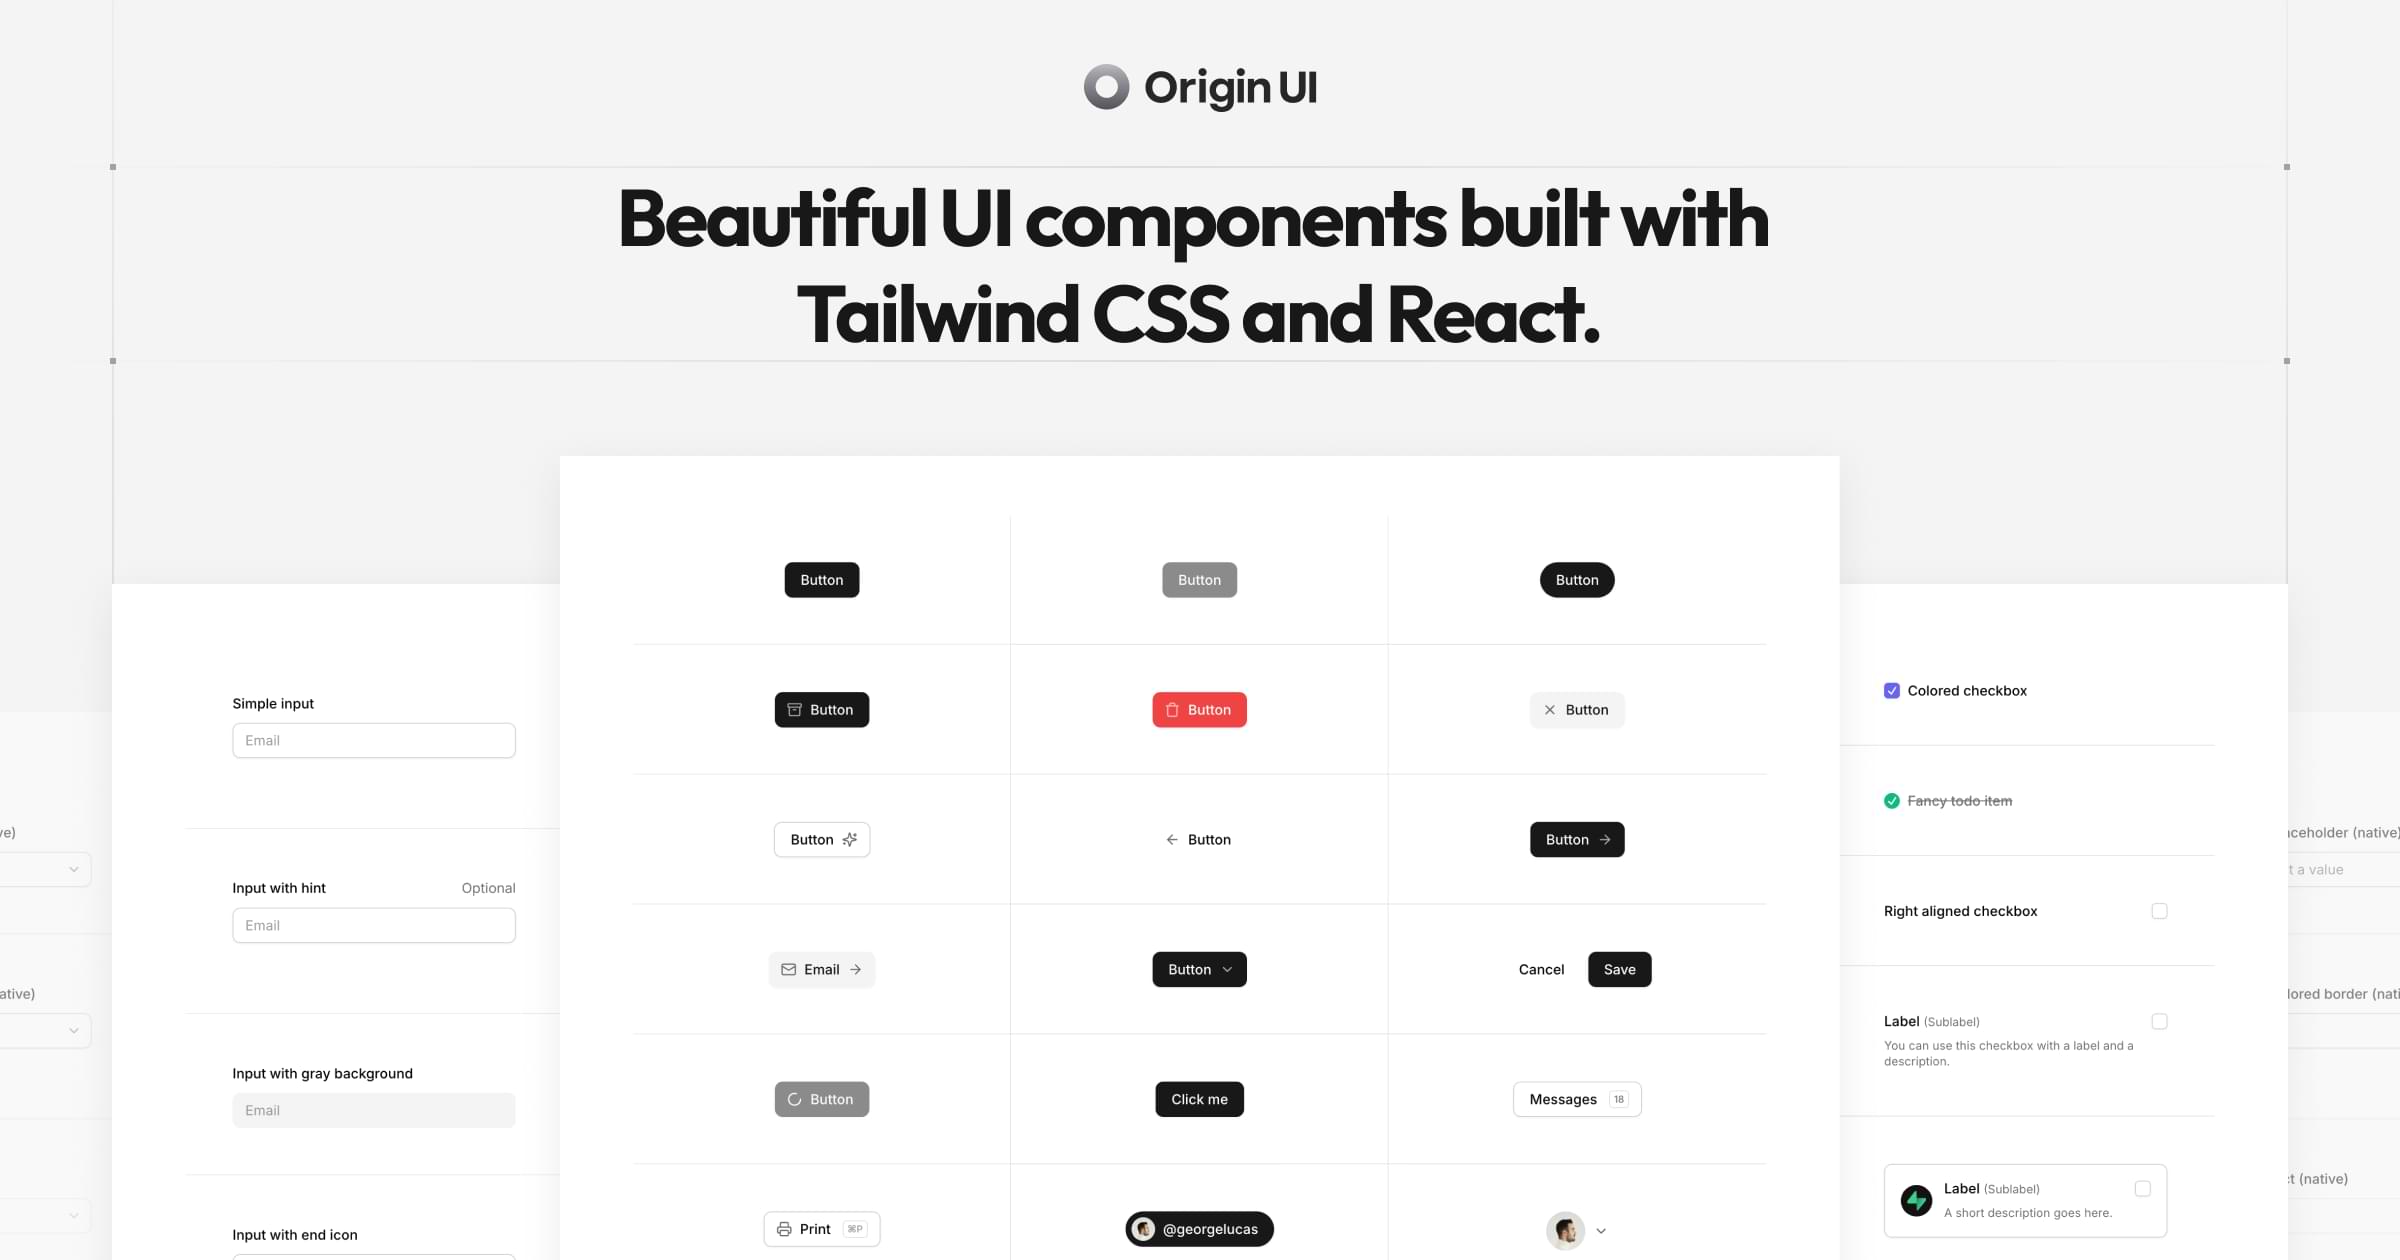 Origin UI
Beautiful UI components built with
Tailwind CSS and React.
Button
Button
Button
Button
Button
Button
Button
Button
Button
Email
Button
Cancel
Save
Button
Click me
Messages 18
Print ⌘P
@georgelucas
Simple input
Email
Input with hint
Optional
Email
Input with gray background
Email
Input with end icon
Colored checkbox
Fancy todo item
Right aligned checkbox
Label (Sublabel)
You can use this checkbox with a label and a
description.
Label (Sublabel)
A short description goes here.
(native)
t a value
border (nati
(native)